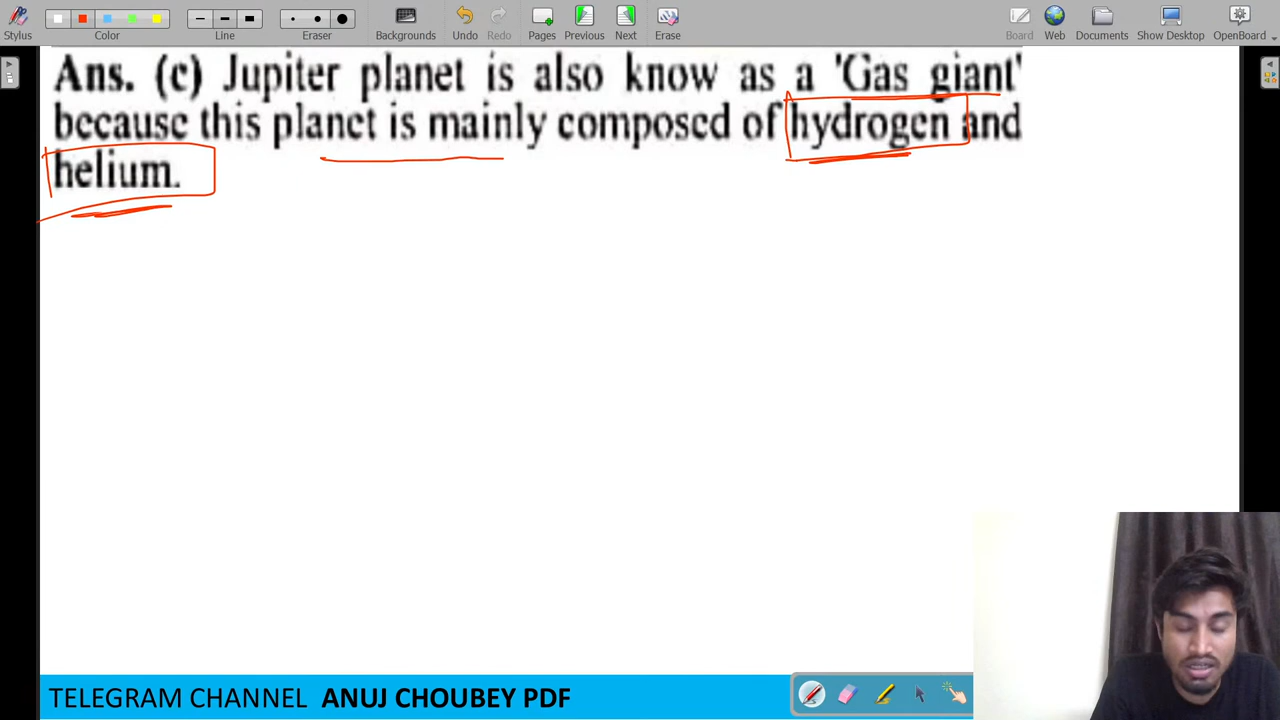 Stylus
Color
Line
Eraser
Backgrounds
Undo
Redo
Pages
Previous
Next
Erase
Board
Web
Documents
Show Desktop
OpenBoard
Ans. (c) Jupiter planet is also know as a 'Gas giant'
because this planet is mainly composed of hydrogen and
helium.
TELEGRAM CHANNEL ANUJ CHOUBEY PDF